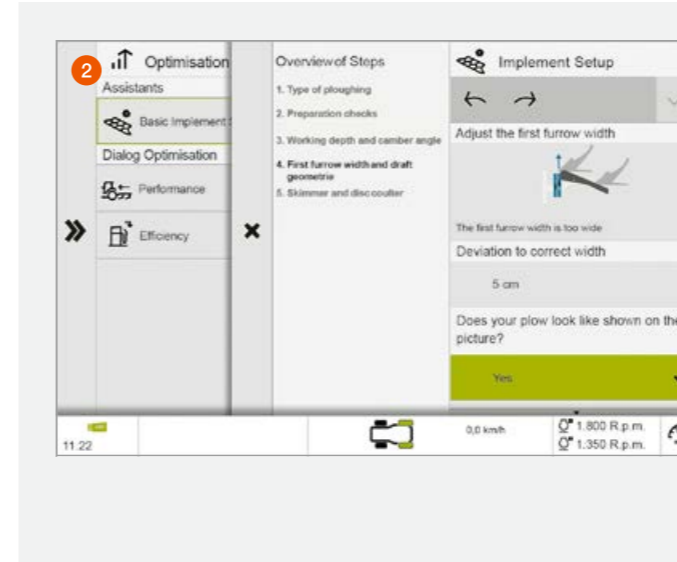 2
Optimisation
Assistants
Basic Implement
Dialog Optimisation
Performance
Efficiency
Overview of Steps
1. Type of ploughing
2. Preparation checks
3. Working depth and camber angle
4. First furrow width and draft
geometrie
5. Skimmer and disc coulter
Implement Setup
Adjust the first furrow width
The first furrow width is too wide
Deviation to correct width
5 cm
Does your plow look like shown on the
picture?
Yes
11.22
0,0 km/h
1.800 R.p.m.
1.350 R.p.m.